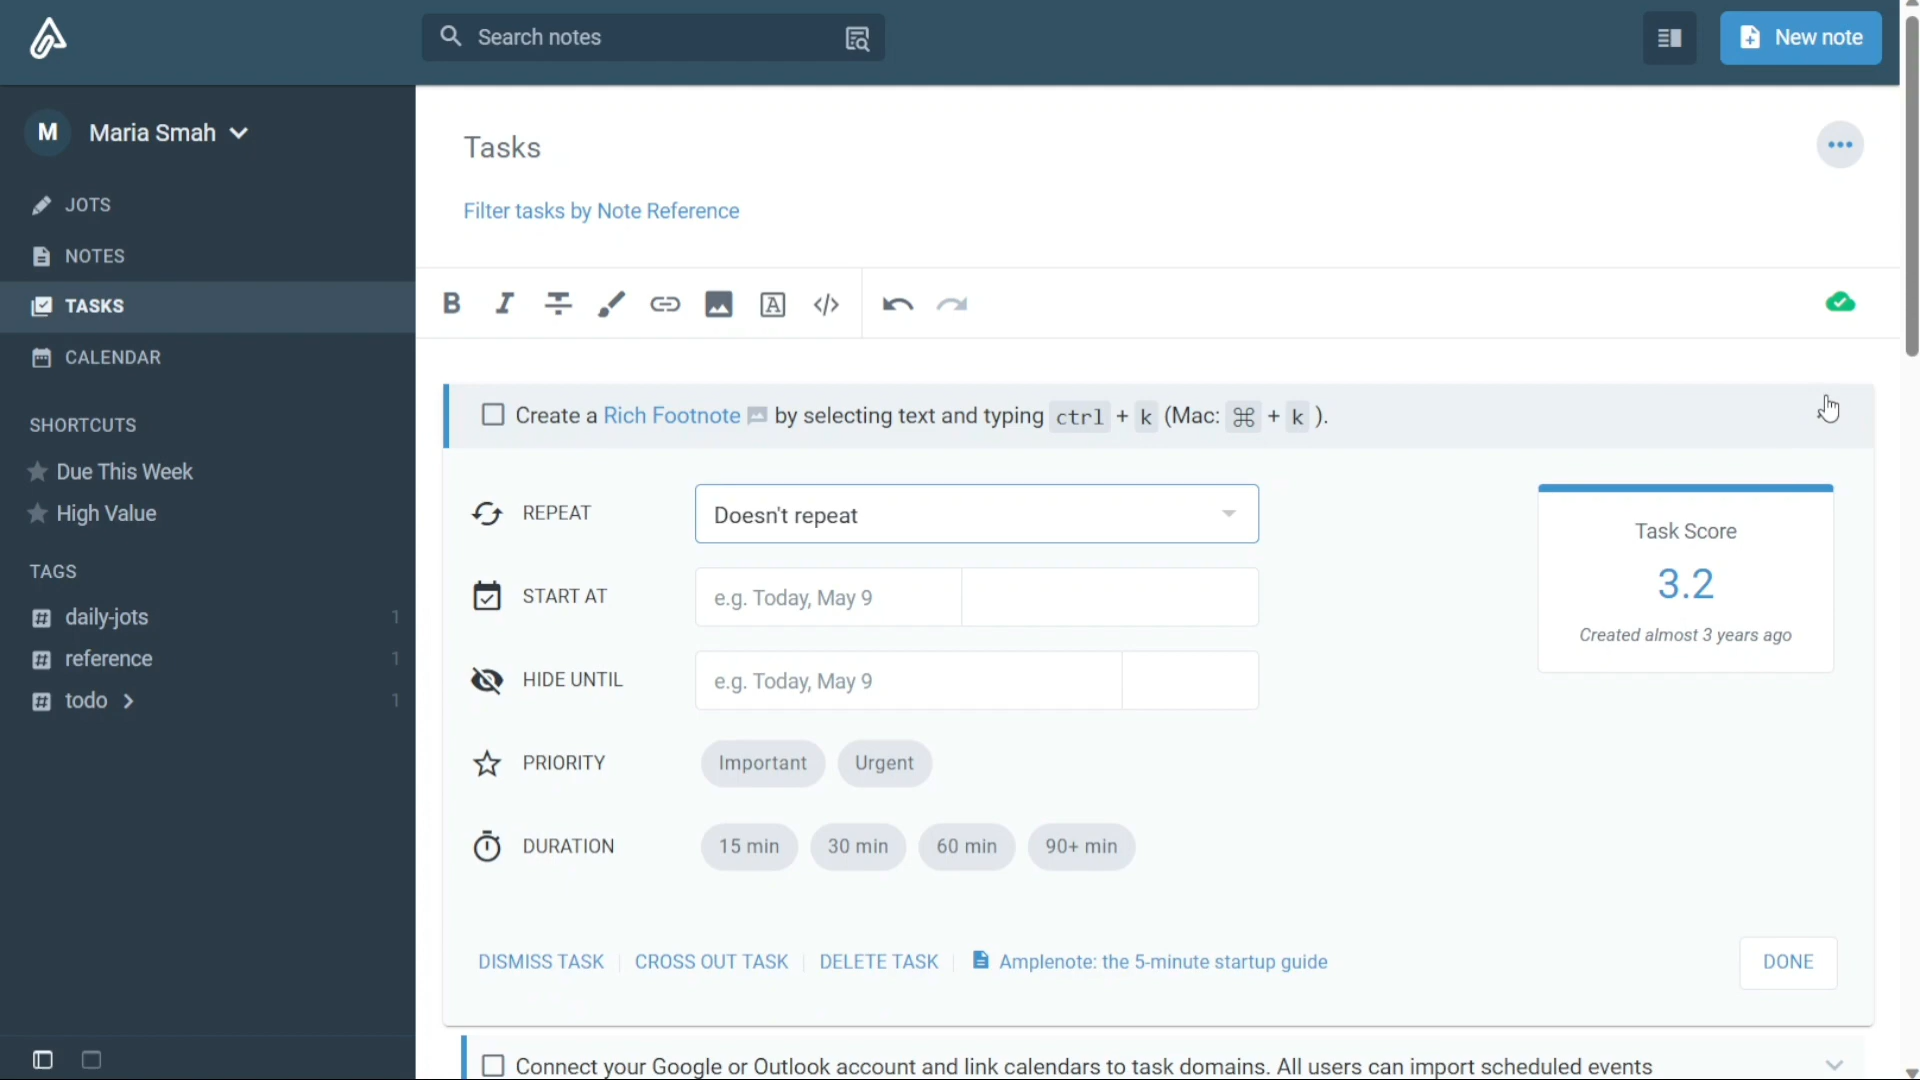 Search notes
New note
M Maria Smah
JOTS
NOTES
TASKS
CALENDAR
SHORTCUTS
Due This Week
High Value
TAGS
daily-jots 1
reference 1
todo 1
Tasks
Filter tasks by Note Reference
B I A </>
Create a Rich Footnote by selecting text and typing ctrl + k (Mac: ⌘ + k ).
REPEAT Doesn't repeat
START AT e.g. Today, May 9
HIDE UNTIL e.g. Today, May 9
PRIORITY Important Urgent
DURATION 15 min 30 min 60 min 90+ min
Task Score
3.2
Created almost 3 years ago
DISMISS TASK CROSS OUT TASK DELETE TASK Amplenote: the 5-minute startup guide DONE
Connect your Google or Outlook account and link calendars to task domains. All users can import scheduled events